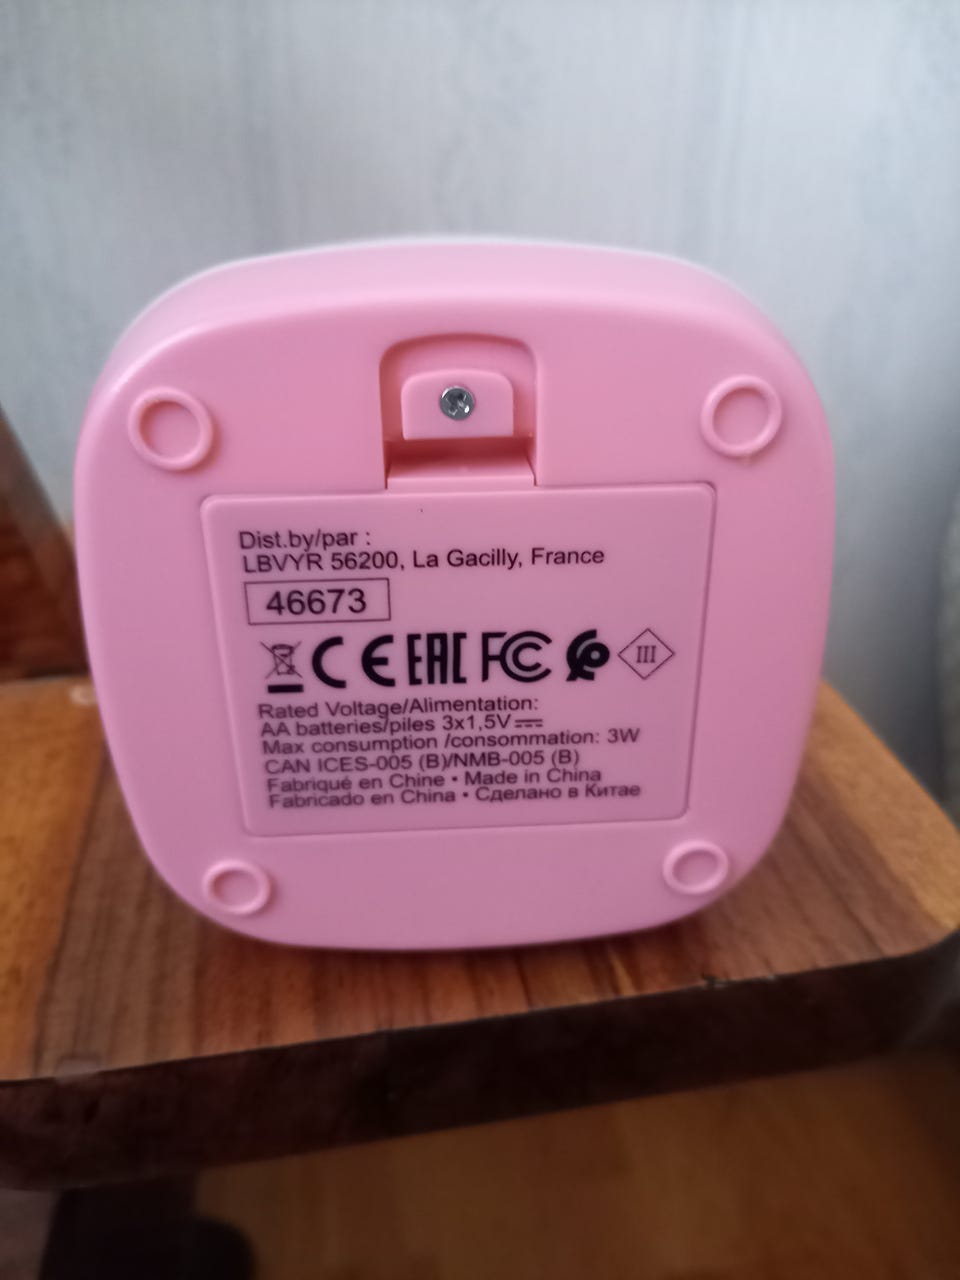 Dist.by/par :
LBVYR 56200, La Gacilly, France
46673
CE EAC FC III
Rated Voltage/Alimentation:
AA batteries/piles 3x1,5V
Max consumption /consommation: 3W
CAN ICES-005 (B)/NMB-005 (B)
Fabriqué en Chine • Made in China
Fabricado en China • Сделано в Китае